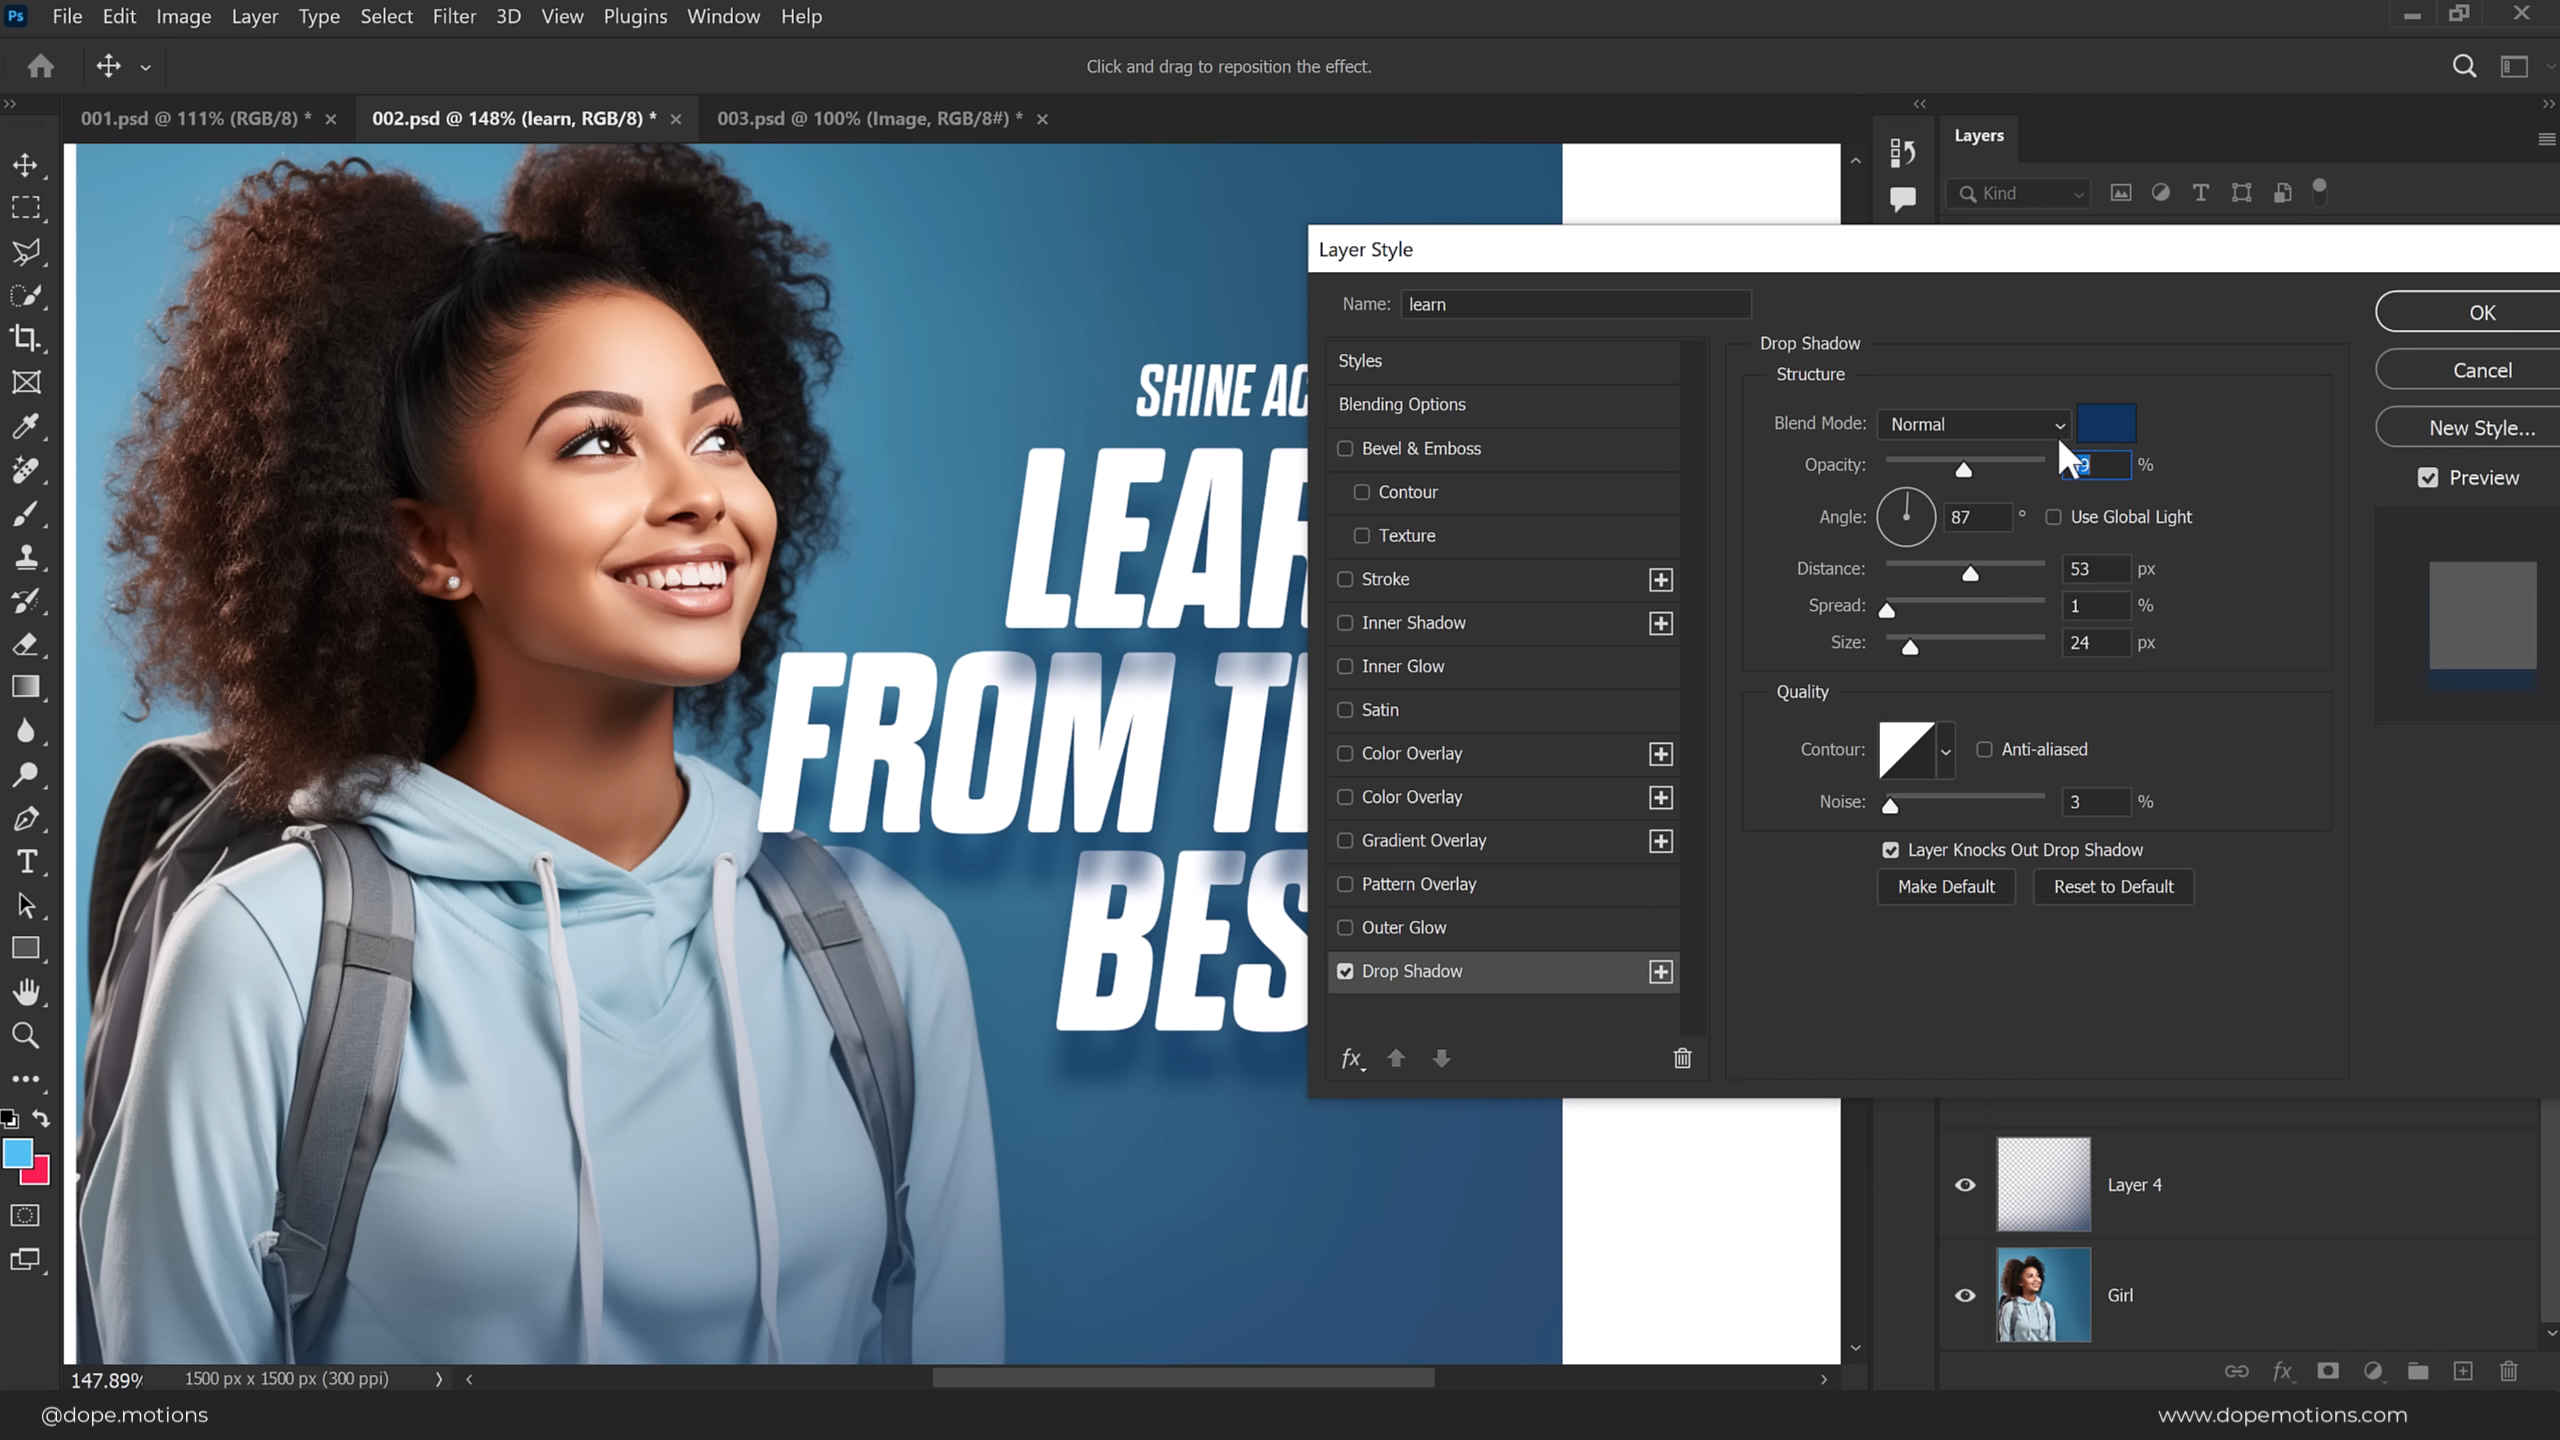 Ps File Edit Image Layer Type Select Filter 3D View Plugins Window Help
Click and drag to reposition the effect.
001.psd @ 111% (RGB/8) *
002.psd @ 148% (learn, RGB/8) *
003.psd @ 100% (Image, RGB/8#) *
Layers
Kind
SHINE AC
LEAR
FROM T
BES
Layer Style
Name: learn
Styles
Blending Options
Bevel & Emboss
Contour
Texture
Stroke
Inner Shadow
Inner Glow
Satin
Color Overlay
Color Overlay
Gradient Overlay
Pattern Overlay
Outer Glow
Drop Shadow
fx
Drop Shadow
Structure
Blend Mode: Normal
Opacity: %
Angle: 87 ° Use Global Light
Distance: 53 px
Spread: 1 %
Size: 24 px
Quality
Contour: Anti-aliased
Noise: 3 %
Layer Knocks Out Drop Shadow
Make Default Reset to Default
OK
Cancel
New Style...
Preview
Layer 4
Girl
fx
147.89% 1500 px x 1500 px (300 ppi)
@dope.motions
www.dopemotions.com